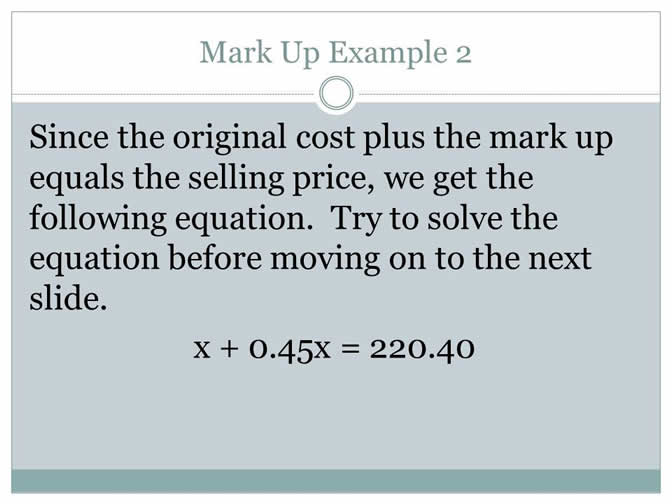 Mark Up Example 2
Since the original cost plus the mark up
equals the selling price, we get the
following equation.  Try to solve the
equation before moving on to the next
slide.
x + 0.45x = 220.40